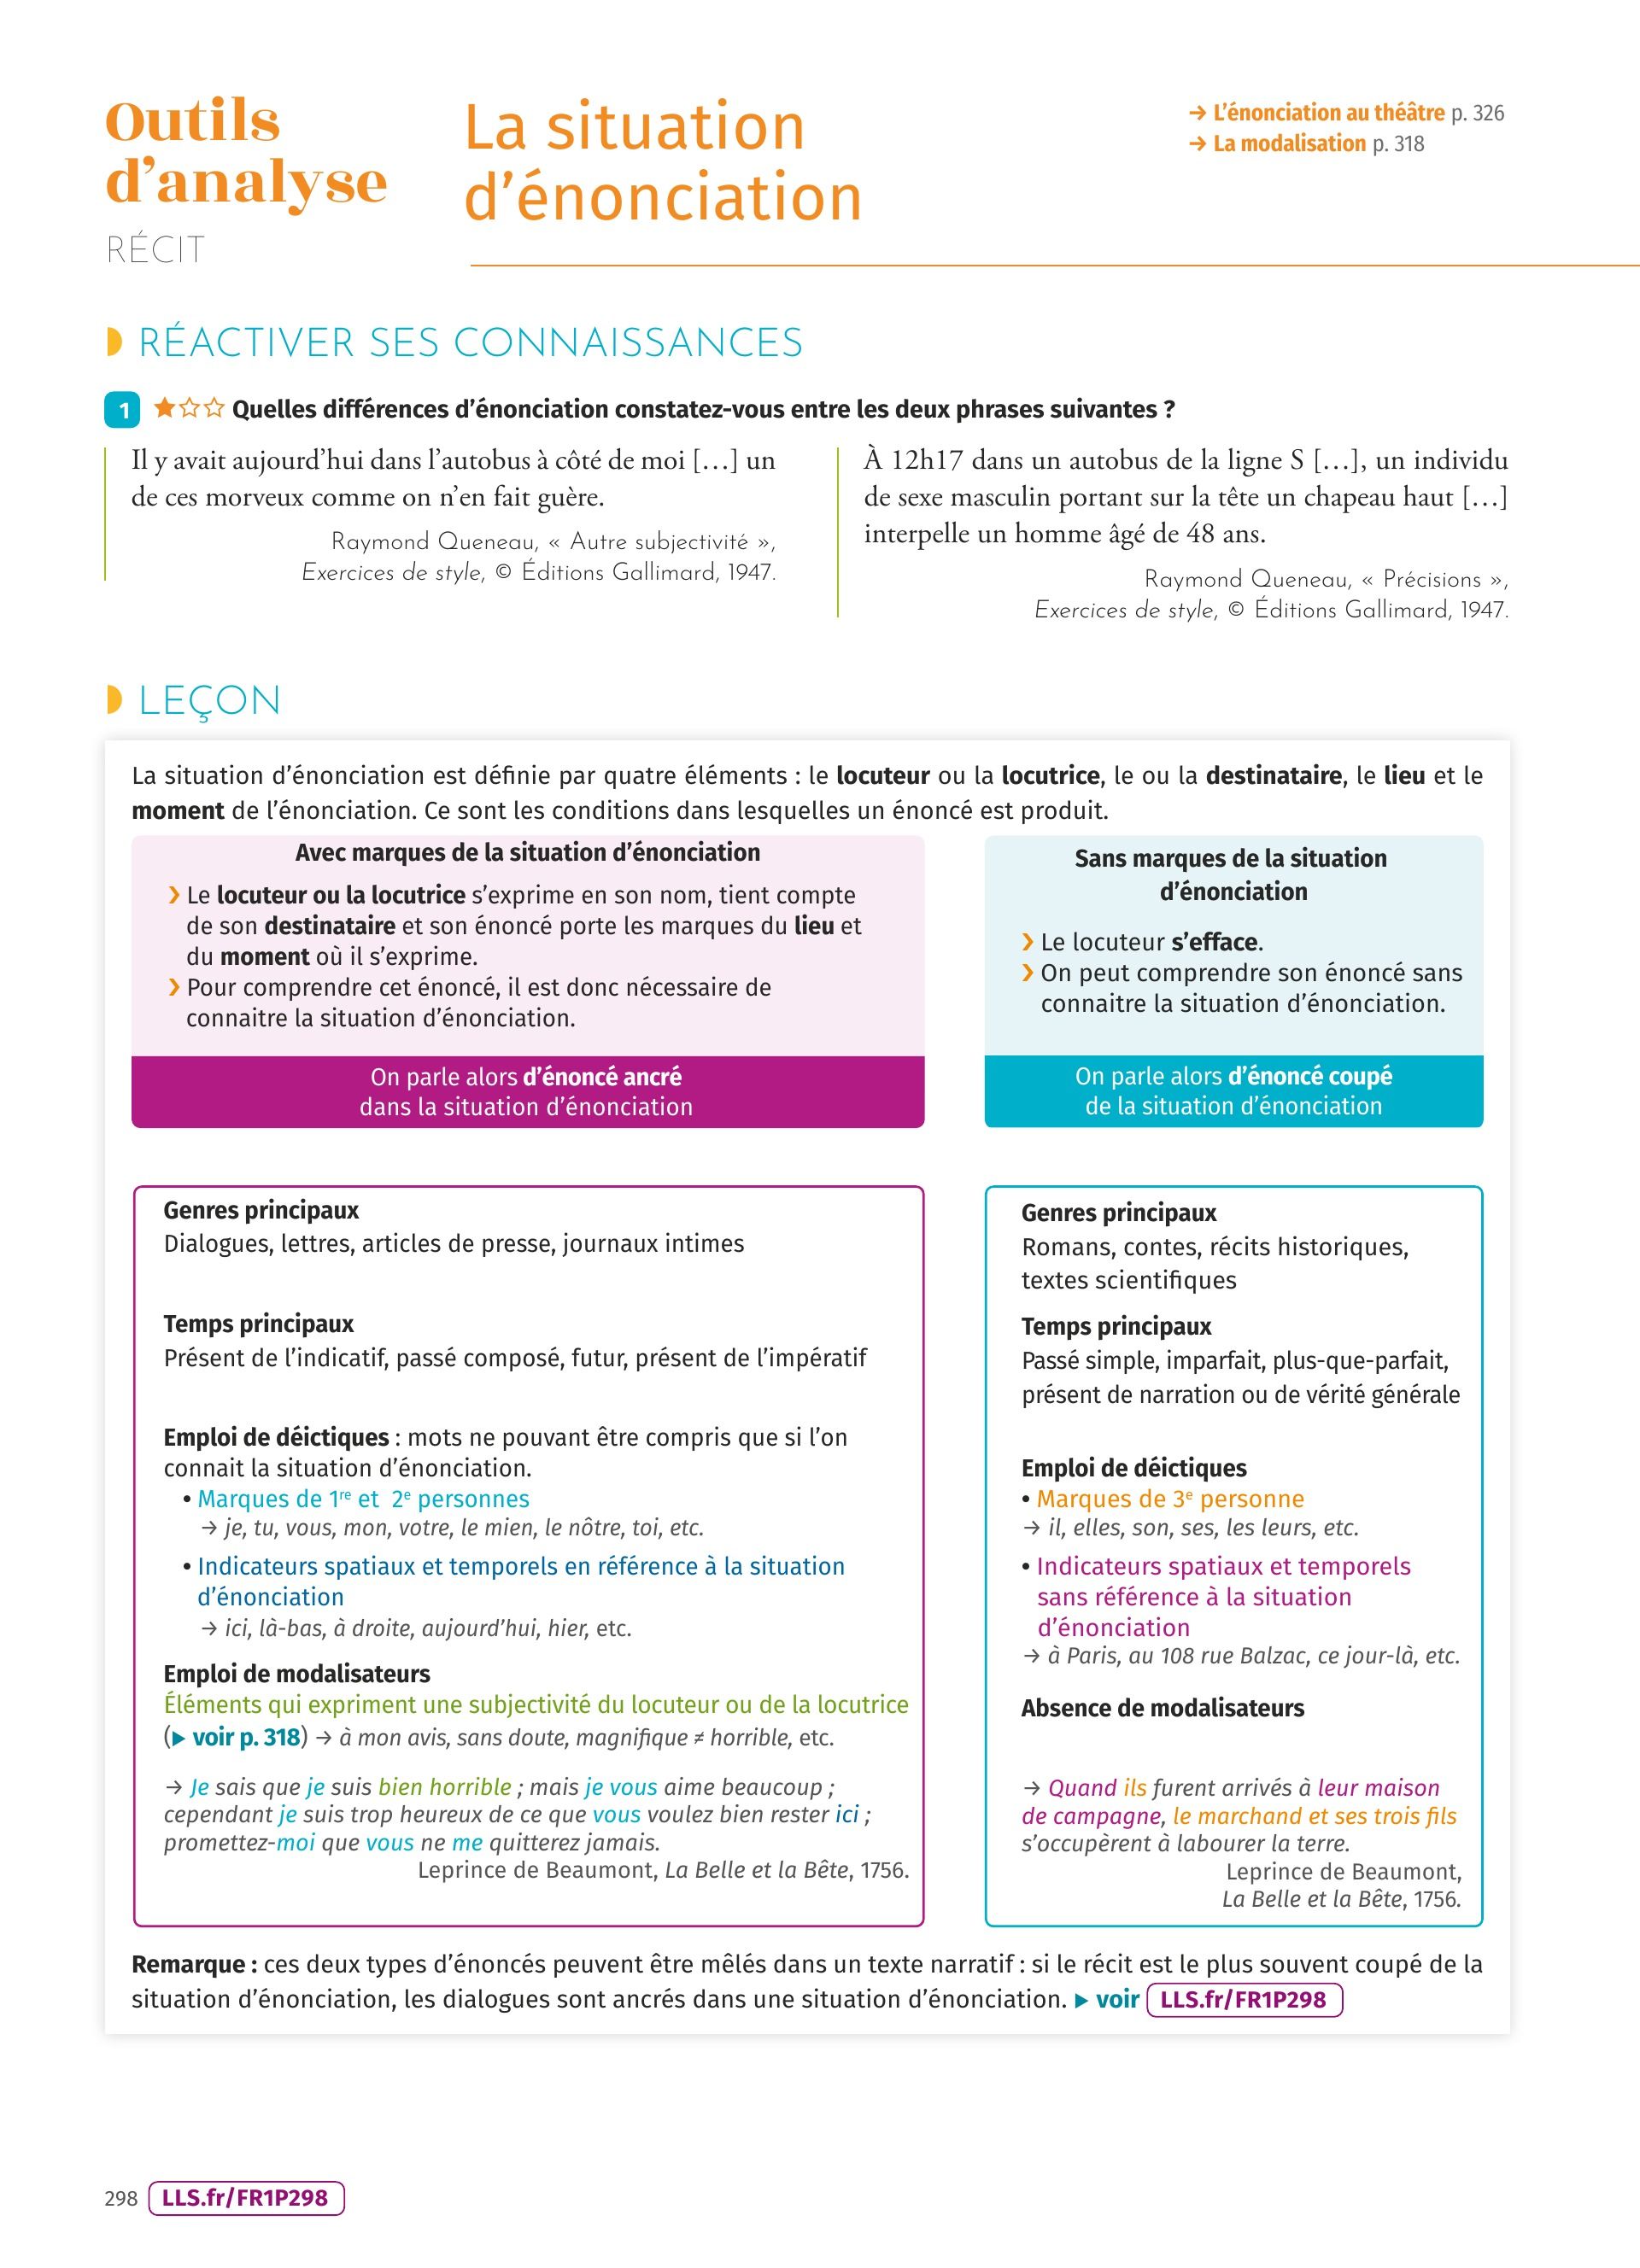 Outils
d'analyse
RÉCIT
La situation
d'énonciation
→ L'énonciation au théâtre p. 326
→ La modalisation p. 318
RÉACTIVER SES CONNAISSANCES
1 ★☆☆ Quelles différences d'énonciation constatez-vous entre les deux phrases suivantes ?
Il y avait aujourd'hui dans l'autobus à côté de moi […] un
de ces morveux comme on n'en fait guère.
Raymond Queneau, « Autre subjectivité »,
Exercices de style, © Éditions Gallimard, 1947.
À 12h17 dans un autobus de la ligne S […], un individu
de sexe masculin portant sur la tête un chapeau haut […]
interpelle un homme âgé de 48 ans.
Raymond Queneau, « Précisions »,
Exercices de style, © Éditions Gallimard, 1947.
LEÇON
La situation d'énonciation est définie par quatre éléments : le locuteur ou la locutrice, le ou la destinataire, le lieu et le
moment de l'énonciation. Ce sont les conditions dans lesquelles un énoncé est produit.
Avec marques de la situation d'énonciation
› Le locuteur ou la locutrice s'exprime en son nom, tient compte
de son destinataire et son énoncé porte les marques du lieu et
du moment où il s'exprime.
› Pour comprendre cet énoncé, il est donc nécessaire de
connaitre la situation d'énonciation.
On parle alors d'énoncé ancré
dans la situation d'énonciation
Sans marques de la situation
d'énonciation
› Le locuteur s'efface.
› On peut comprendre son énoncé sans
connaitre la situation d'énonciation.
On parle alors d'énoncé coupé
de la situation d'énonciation
Genres principaux
Dialogues, lettres, articles de presse, journaux intimes
Temps principaux
Présent de l'indicatif, passé composé, futur, présent de l'impératif
Emploi de déictiques : mots ne pouvant être compris que si l'on
connait la situation d'énonciation.
• Marques de 1re et 2e personnes
→ je, tu, vous, mon, votre, le mien, le nôtre, toi, etc.
• Indicateurs spatiaux et temporels en référence à la situation
d'énonciation
→ ici, là-bas, à droite, aujourd'hui, hier, etc.
Emploi de modalisateurs
Éléments qui expriment une subjectivité du locuteur ou de la locutrice
(▶ voir p. 318) → à mon avis, sans doute, magnifique ≠ horrible, etc.
→ Je sais que je suis bien horrible ; mais je vous aime beaucoup ;
cependant je suis trop heureux de ce que vous voulez bien rester ici ;
promettez-moi que vous ne me quitterez jamais.
Leprince de Beaumont, La Belle et la Bête, 1756.
Genres principaux
Romans, contes, récits historiques,
textes scientifiques
Temps principaux
Passé simple, imparfait, plus-que-parfait,
présent de narration ou de vérité générale
Emploi de déictiques
• Marques de 3e personne
→ il, elles, son, ses, les leurs, etc.
• Indicateurs spatiaux et temporels
sans référence à la situation
d'énonciation
→ à Paris, au 108 rue Balzac, ce jour-là, etc.
Absence de modalisateurs
→ Quand ils furent arrivés à leur maison
de campagne, le marchand et ses trois fils
s'occupèrent à labourer la terre.
Leprince de Beaumont,
La Belle et la Bête, 1756.
Remarque : ces deux types d'énoncés peuvent être mêlés dans un texte narratif : si le récit est le plus souvent coupé de la
situation d'énonciation, les dialogues sont ancrés dans une situation d'énonciation. ▶ voir LLS.fr/FR1P298
298 LLS.fr/FR1P298